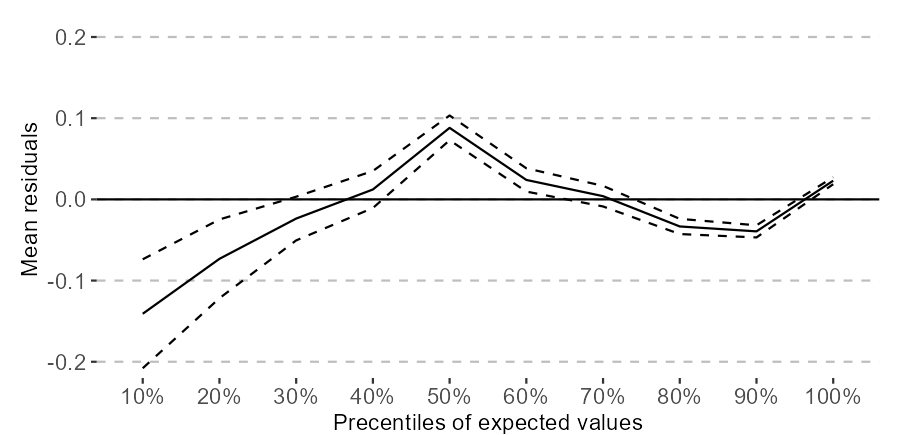 0.2
0.1
0.0
-0.1
-0.2
Mean residuals
10% 20% 30% 40% 50% 60% 70% 80% 90% 100%
Precentiles of expected values